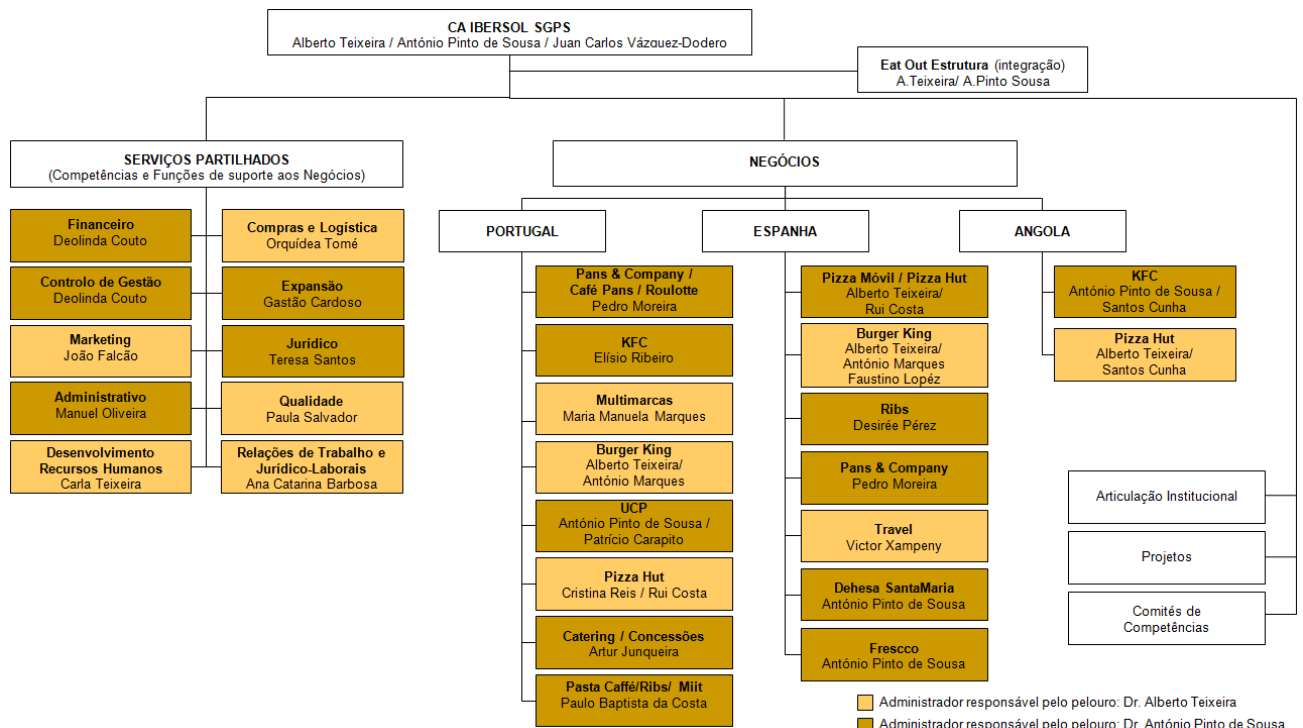 CA IBERSOL SGPS
Alberto Teixeira / António Pinto de Sousa / Juan Carlos Vázquez-Dodero
Eat Out Estrutura (integração)
A.Teixeira/ A.Pinto Sousa
SERVIÇOS PARTILHADOS
(Competências e Funções de suporte aos Negócios)
Financeiro
Deolinda Couto
Compras e Logística
Orquídea Tomé
Controlo de Gestão
Deolinda Couto
Expansão
Gastão Cardoso
Marketing
João Falcão
Jurídico
Teresa Santos
Administrativo
Manuel Oliveira
Qualidade
Paula Salvador
Desenvolvimento
Recursos Humanos
Carla Teixeira
Relações de Trabalho e
Jurídico-Laborais
Ana Catarina Barbosa
NEGÓCIOS
PORTUGAL
Pans & Company /
Café Pans / Roulotte
Pedro Moreira
KFC
Elísio Ribeiro
Multimarcas
Maria Manuela Marques
Burger King
Alberto Teixeira/
António Marques
UCP
António Pinto de Sousa /
Patrício Carapito
Pizza Hut
Cristina Reis / Rui Costa
Catering / Concessões
Artur Junqueira
Pasta Caffé/Ribs/ Miit
Paulo Baptista da Costa
ESPANHA
Pizza Móvil / Pizza Hut
Alberto Teixeira/
Rui Costa
Burger King
Alberto Teixeira/
António Marques
Faustino Lopéz
Ribs
Desirée Pérez
Pans & Company
Pedro Moreira
Travel
Victor Xampeny
Dehesa SantaMaria
António Pinto de Sousa
Frescco
António Pinto de Sousa
ANGOLA
KFC
António Pinto de Sousa /
Santos Cunha
Pizza Hut
Alberto Teixeira/
Santos Cunha
Articulação Institucional
Projetos
Comités de
Competências
Administrador responsável pelo pelouro: Dr. Alberto Teixeira
Administrador responsável pelo pelouro: Dr. António Pinto de Sousa